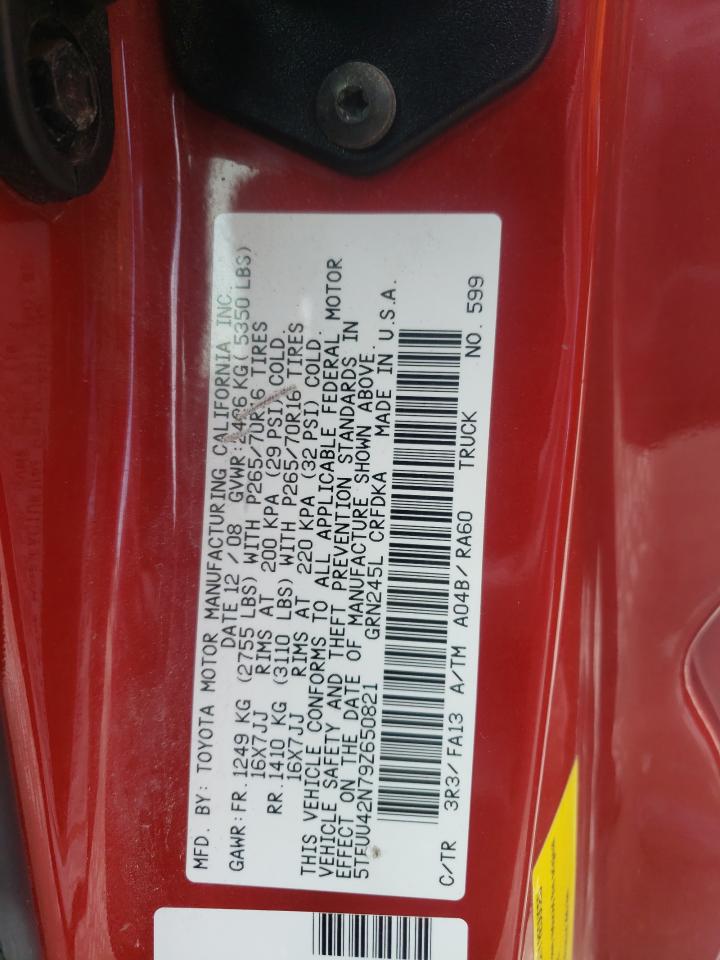 MFD. BY: TOYOTA MOTOR MANUFACTURING CALIFORNIA INC.
DATE 12 /08 GVWR:2426 KG( 5350 LBS)
GAWR:FR. 1249 KG (2755 LBS) WITH P265/70R16 TIRES
16X7JJ RIMS AT 200 KPA (29 PSI) COLD.
RR. 1410 KG (3110 LBS) WITH P265/70R16 TIRES
16X7JJ RIMS AT 220 KPA (32 PSI) COLD.
THIS VEHICLE CONFORMS TO ALL APPLICABLE FEDERAL MOTOR
VEHICLE SAFETY AND THEFT PREVENTION STANDARDS IN
EFFECT ON THE DATE OF MANUFACTURE SHOWN ABOVE.
5TEUU42N79Z650821 GRN245L CRFDKA MADE IN U.S.A.
C/TR 3R3/ FA13 A/TM A04B/ RA60 TRUCK NO. 599